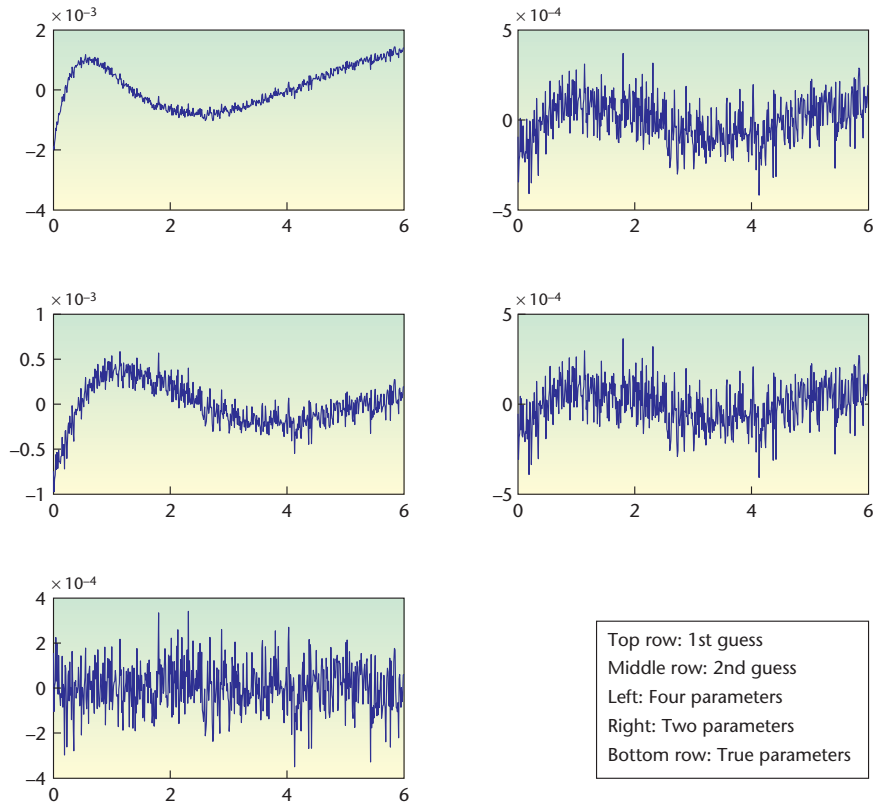 × 10⁻³
2
0
−2
−4
0 2 4 6
× 10⁻⁴
5
0
−5
0 2 4 6
× 10⁻³
1
0.5
0
−0.5
−1
0 2 4 6
× 10⁻⁴
5
0
−5
0 2 4 6
× 10⁻⁴
4
2
0
−2
−4
0 2 4 6
Top row: 1st guess
Middle row: 2nd guess
Left: Four parameters
Right: Two parameters
Bottom row: True parameters